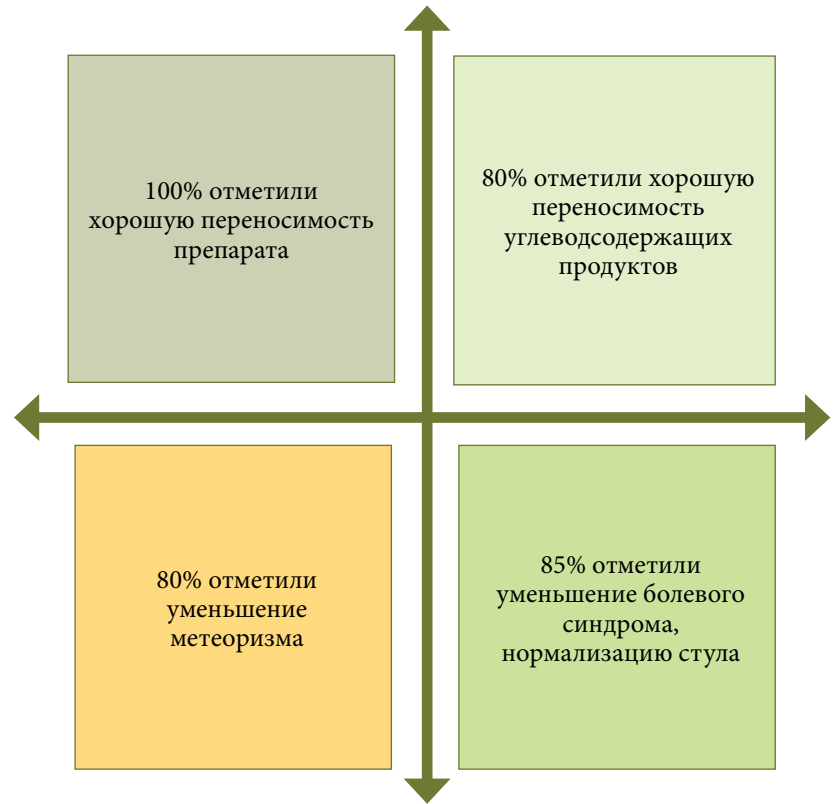 100% отметили
хорошую переносимость
препарата
80% отметили хорошую
переносимость
углеводсодержащих
продуктов
80% отметили
уменьшение
метеоризма
85% отметили
уменьшение болевого
синдрома,
нормализацию стула